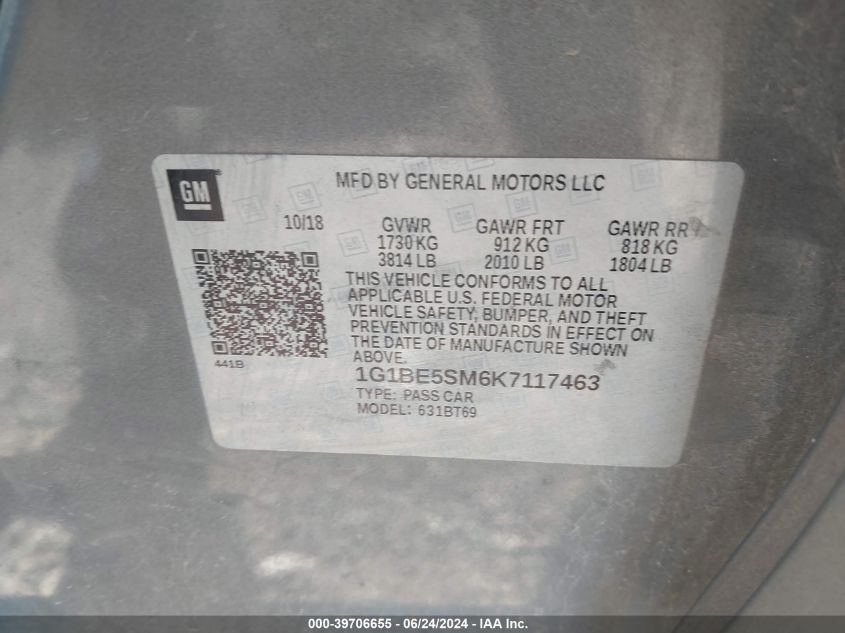 GM
MFD BY GENERAL MOTORS LLC
10/18 GVWR GAWR FRT GAWR RR
1730 KG 912 KG 818 KG
3814 LB 2010 LB 1804 LB
THIS VEHICLE CONFORMS TO ALL
APPLICABLE U.S. FEDERAL MOTOR
VEHICLE SAFETY, BUMPER, AND THEFT
PREVENTION STANDARDS IN EFFECT ON
THE DATE OF MANUFACTURE SHOWN
ABOVE.
441B
1G1BE5SM6K7117463
TYPE: PASS CAR
MODEL: 631BT69
000-39706655 - 06/24/2024 - IAA Inc.